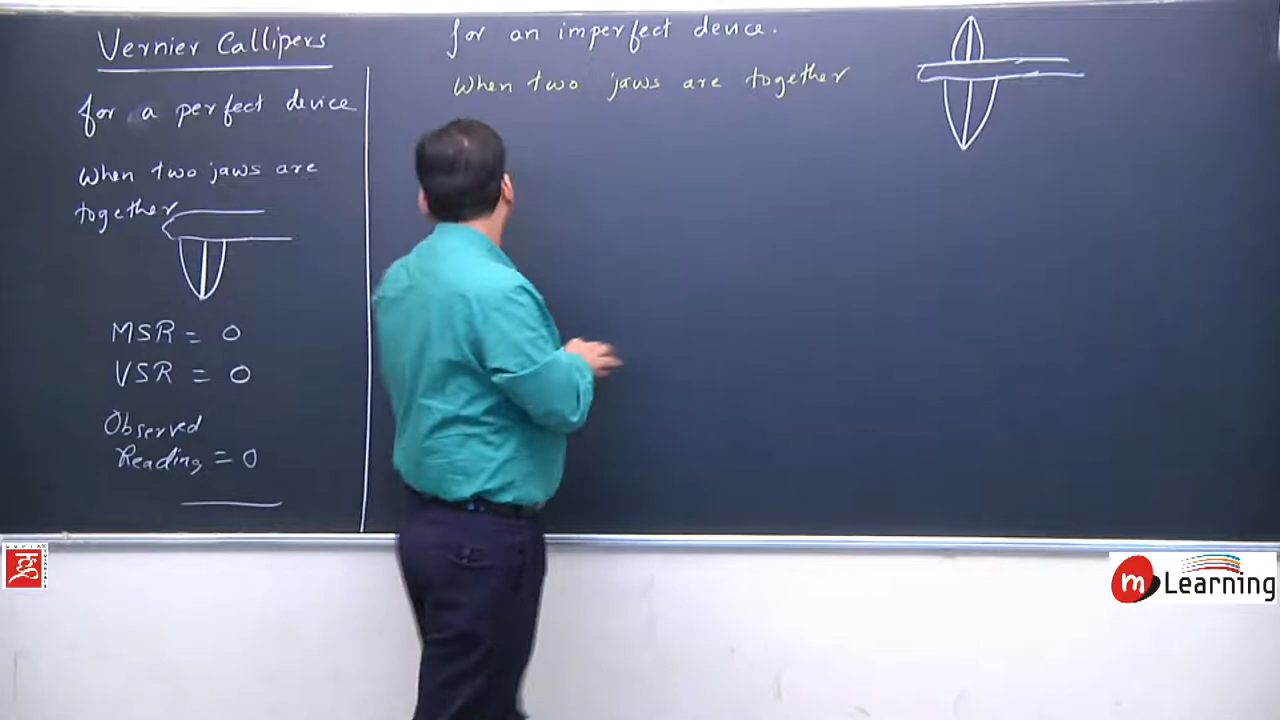 Vernier Callipers
for a perfect device
When two jaws are
together
MSR = 0
VSR = 0
Observed
Reading = 0
for an imperfect device.
When two jaws are together
m Learning